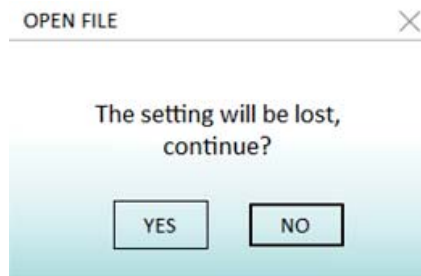 OPEN FILE
The setting will be lost,
continue?
YES
NO